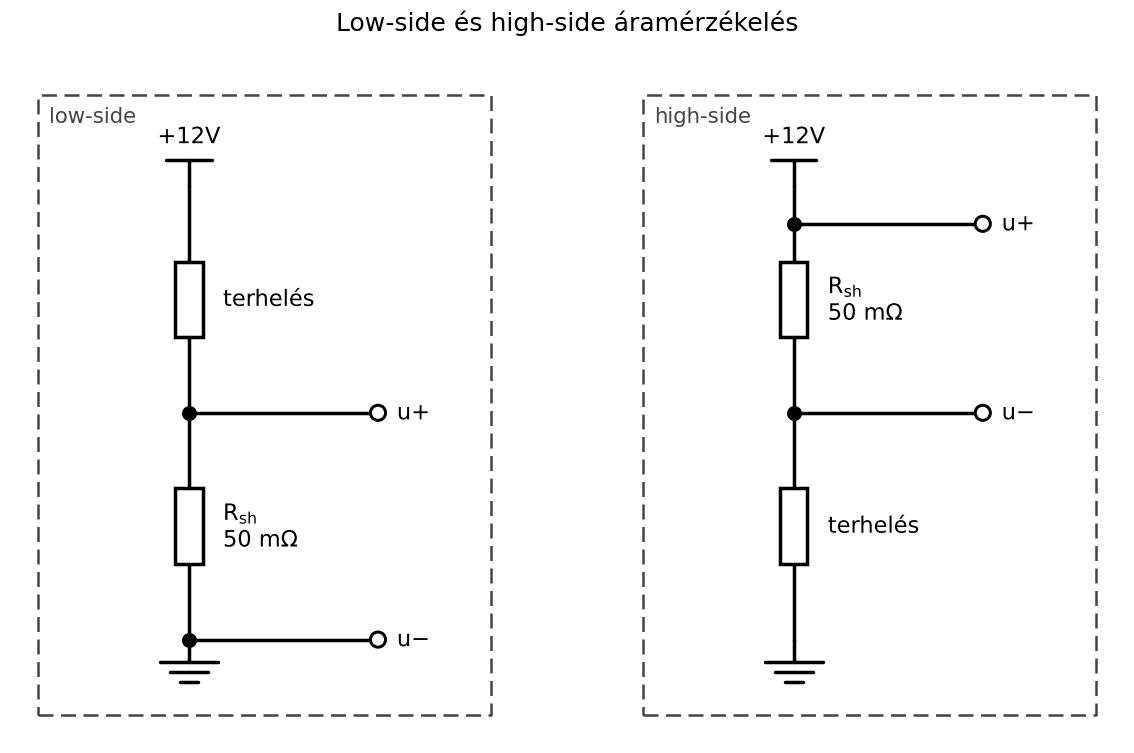 Low-side és high-side áramérzékelés
low-side
+12V
terhelés
u+
Rsh
50 mΩ
u−
high-side
+12V
u+
Rsh
50 mΩ
u−
terhelés